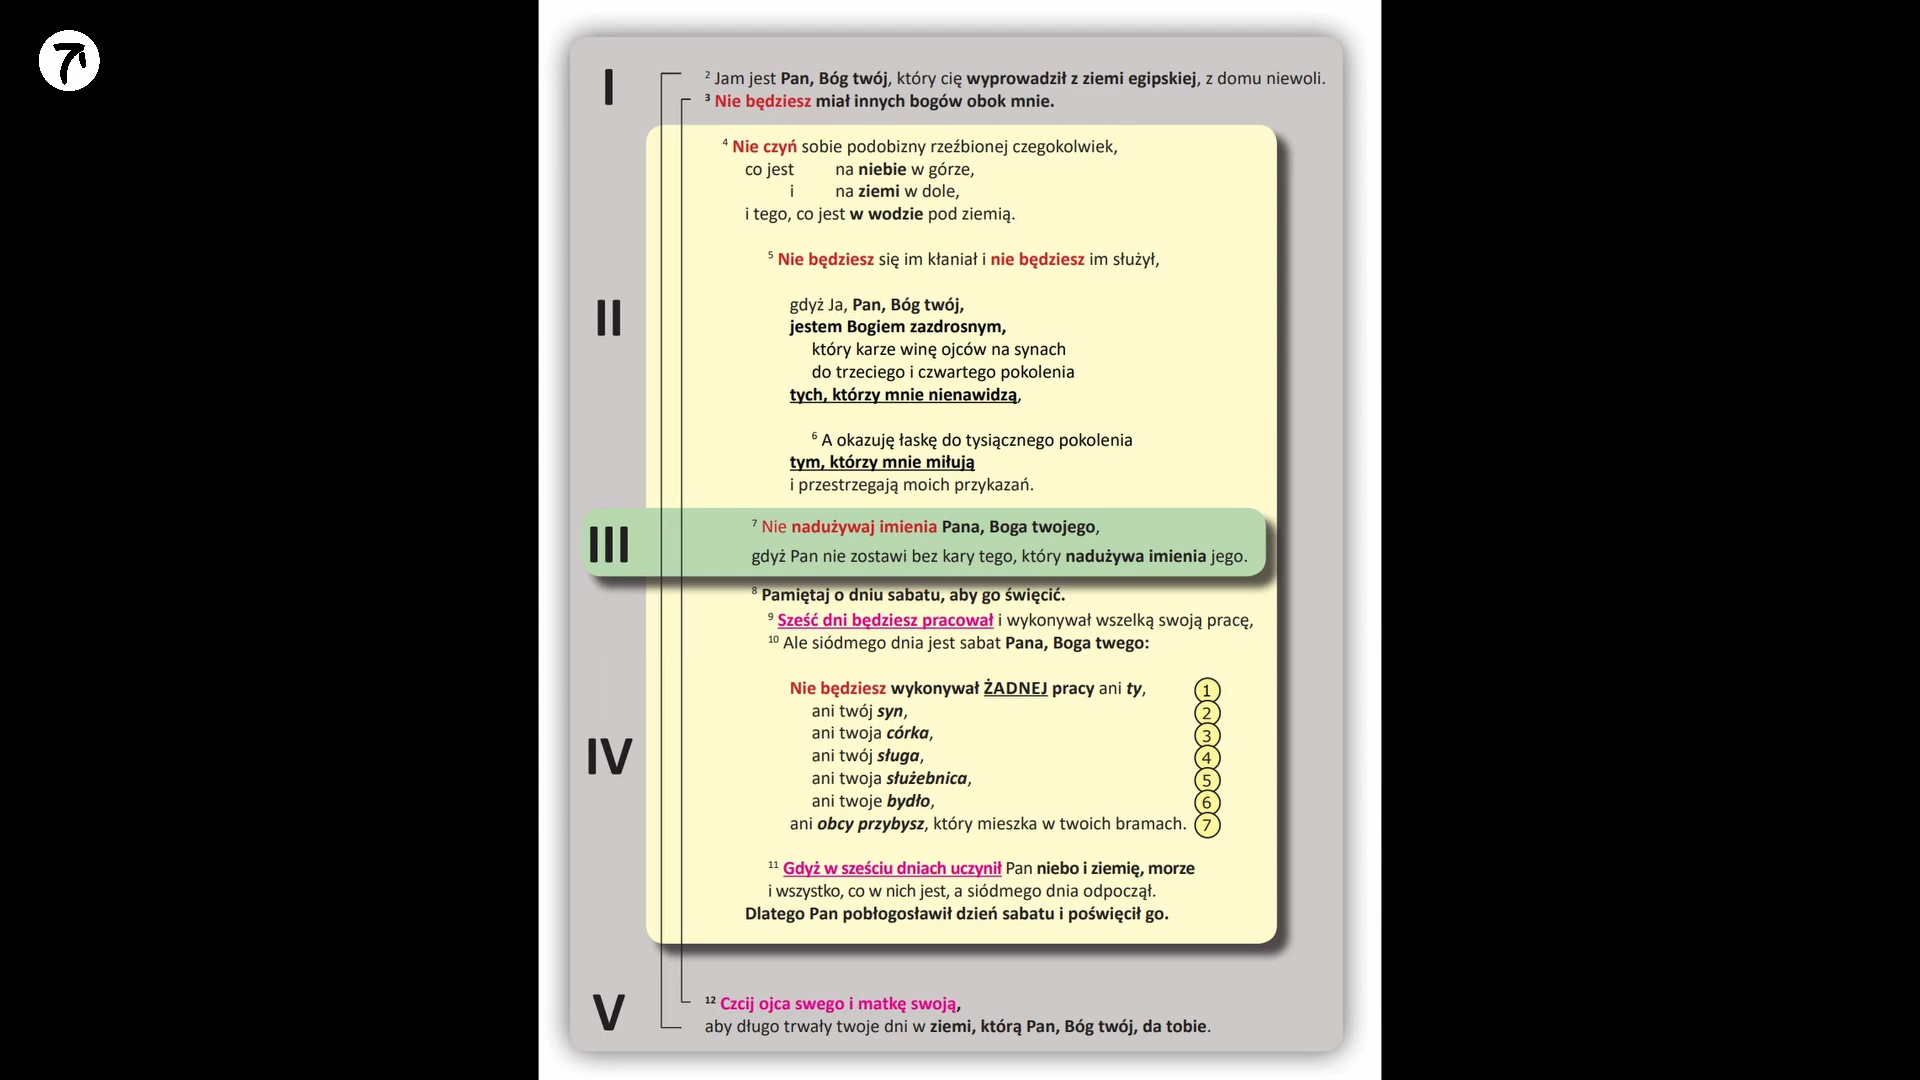 7
I
² Jam jest Pan, Bóg twój, który cię wyprowadził z ziemi egipskiej, z domu niewoli.
³ Nie będziesz miał innych bogów obok mnie.
⁴ Nie czyń sobie podobizny rzeźbionej czegokolwiek,
co jest na niebie w górze,
i na ziemi w dole,
i tego, co jest w wodzie pod ziemią.
⁵ Nie będziesz się im kłaniał i nie będziesz im służył,
II
gdyż Ja, Pan, Bóg twój,
jestem Bogiem zazdrosnym,
który karze winę ojców na synach
do trzeciego i czwartego pokolenia
tych, którzy mnie nienawidzą,
⁶ A okazuję łaskę do tysiącznego pokolenia
tym, którzy mnie miłują
i przestrzegają moich przykazań.
III
⁷ Nie nadużywaj imienia Pana, Boga twojego,
gdyż Pan nie zostawi bez kary tego, który nadużywa imienia jego.
⁸ Pamiętaj o dniu sabatu, aby go święcić.
⁹ Sześć dni będziesz pracował i wykonywał wszelką swoją pracę,
¹⁰ Ale siódmego dnia jest sabat Pana, Boga twego:
IV
Nie będziesz wykonywał ŻADNEJ pracy ani ty, 1
ani twój syn, 2
ani twoja córka, 3
ani twój sługa, 4
ani twoja służebnica, 5
ani twoje bydło, 6
ani obcy przybysz, który mieszka w twoich bramach. 7
¹¹ Gdyż w sześciu dniach uczynił Pan niebo i ziemię, morze
i wszystko, co w nich jest, a siódmego dnia odpoczął.
Dlatego Pan pobłogosławił dzień sabatu i poświęcił go.
V
¹² Czcij ojca swego i matkę swoją,
aby długo trwały twoje dni w ziemi, którą Pan, Bóg twój, da tobie.